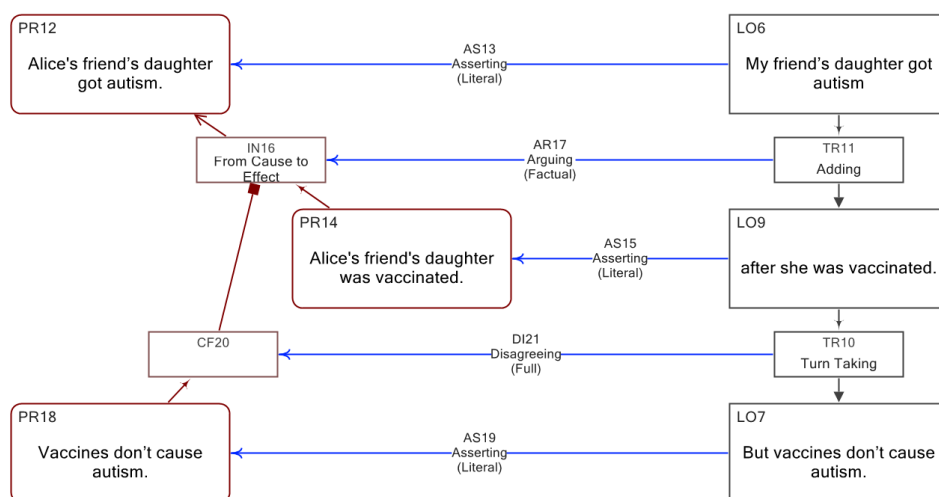 PR12
Alice's friend’s daughter
got autism.
AS13
Asserting
(Literal)
LO6
My friend’s daughter got
autism
IN16
From Cause to
Effect
AR17
Arguing
(Factual)
TR11
Adding
PR14
Alice's friend's daughter
was vaccinated.
AS15
Asserting
(Literal)
LO9
after she was vaccinated.
CF20
DI21
Disagreeing
(Full)
TR10
Turn Taking
PR18
Vaccines don’t cause
autism.
AS19
Asserting
(Literal)
LO7
But vaccines don’t cause
autism.